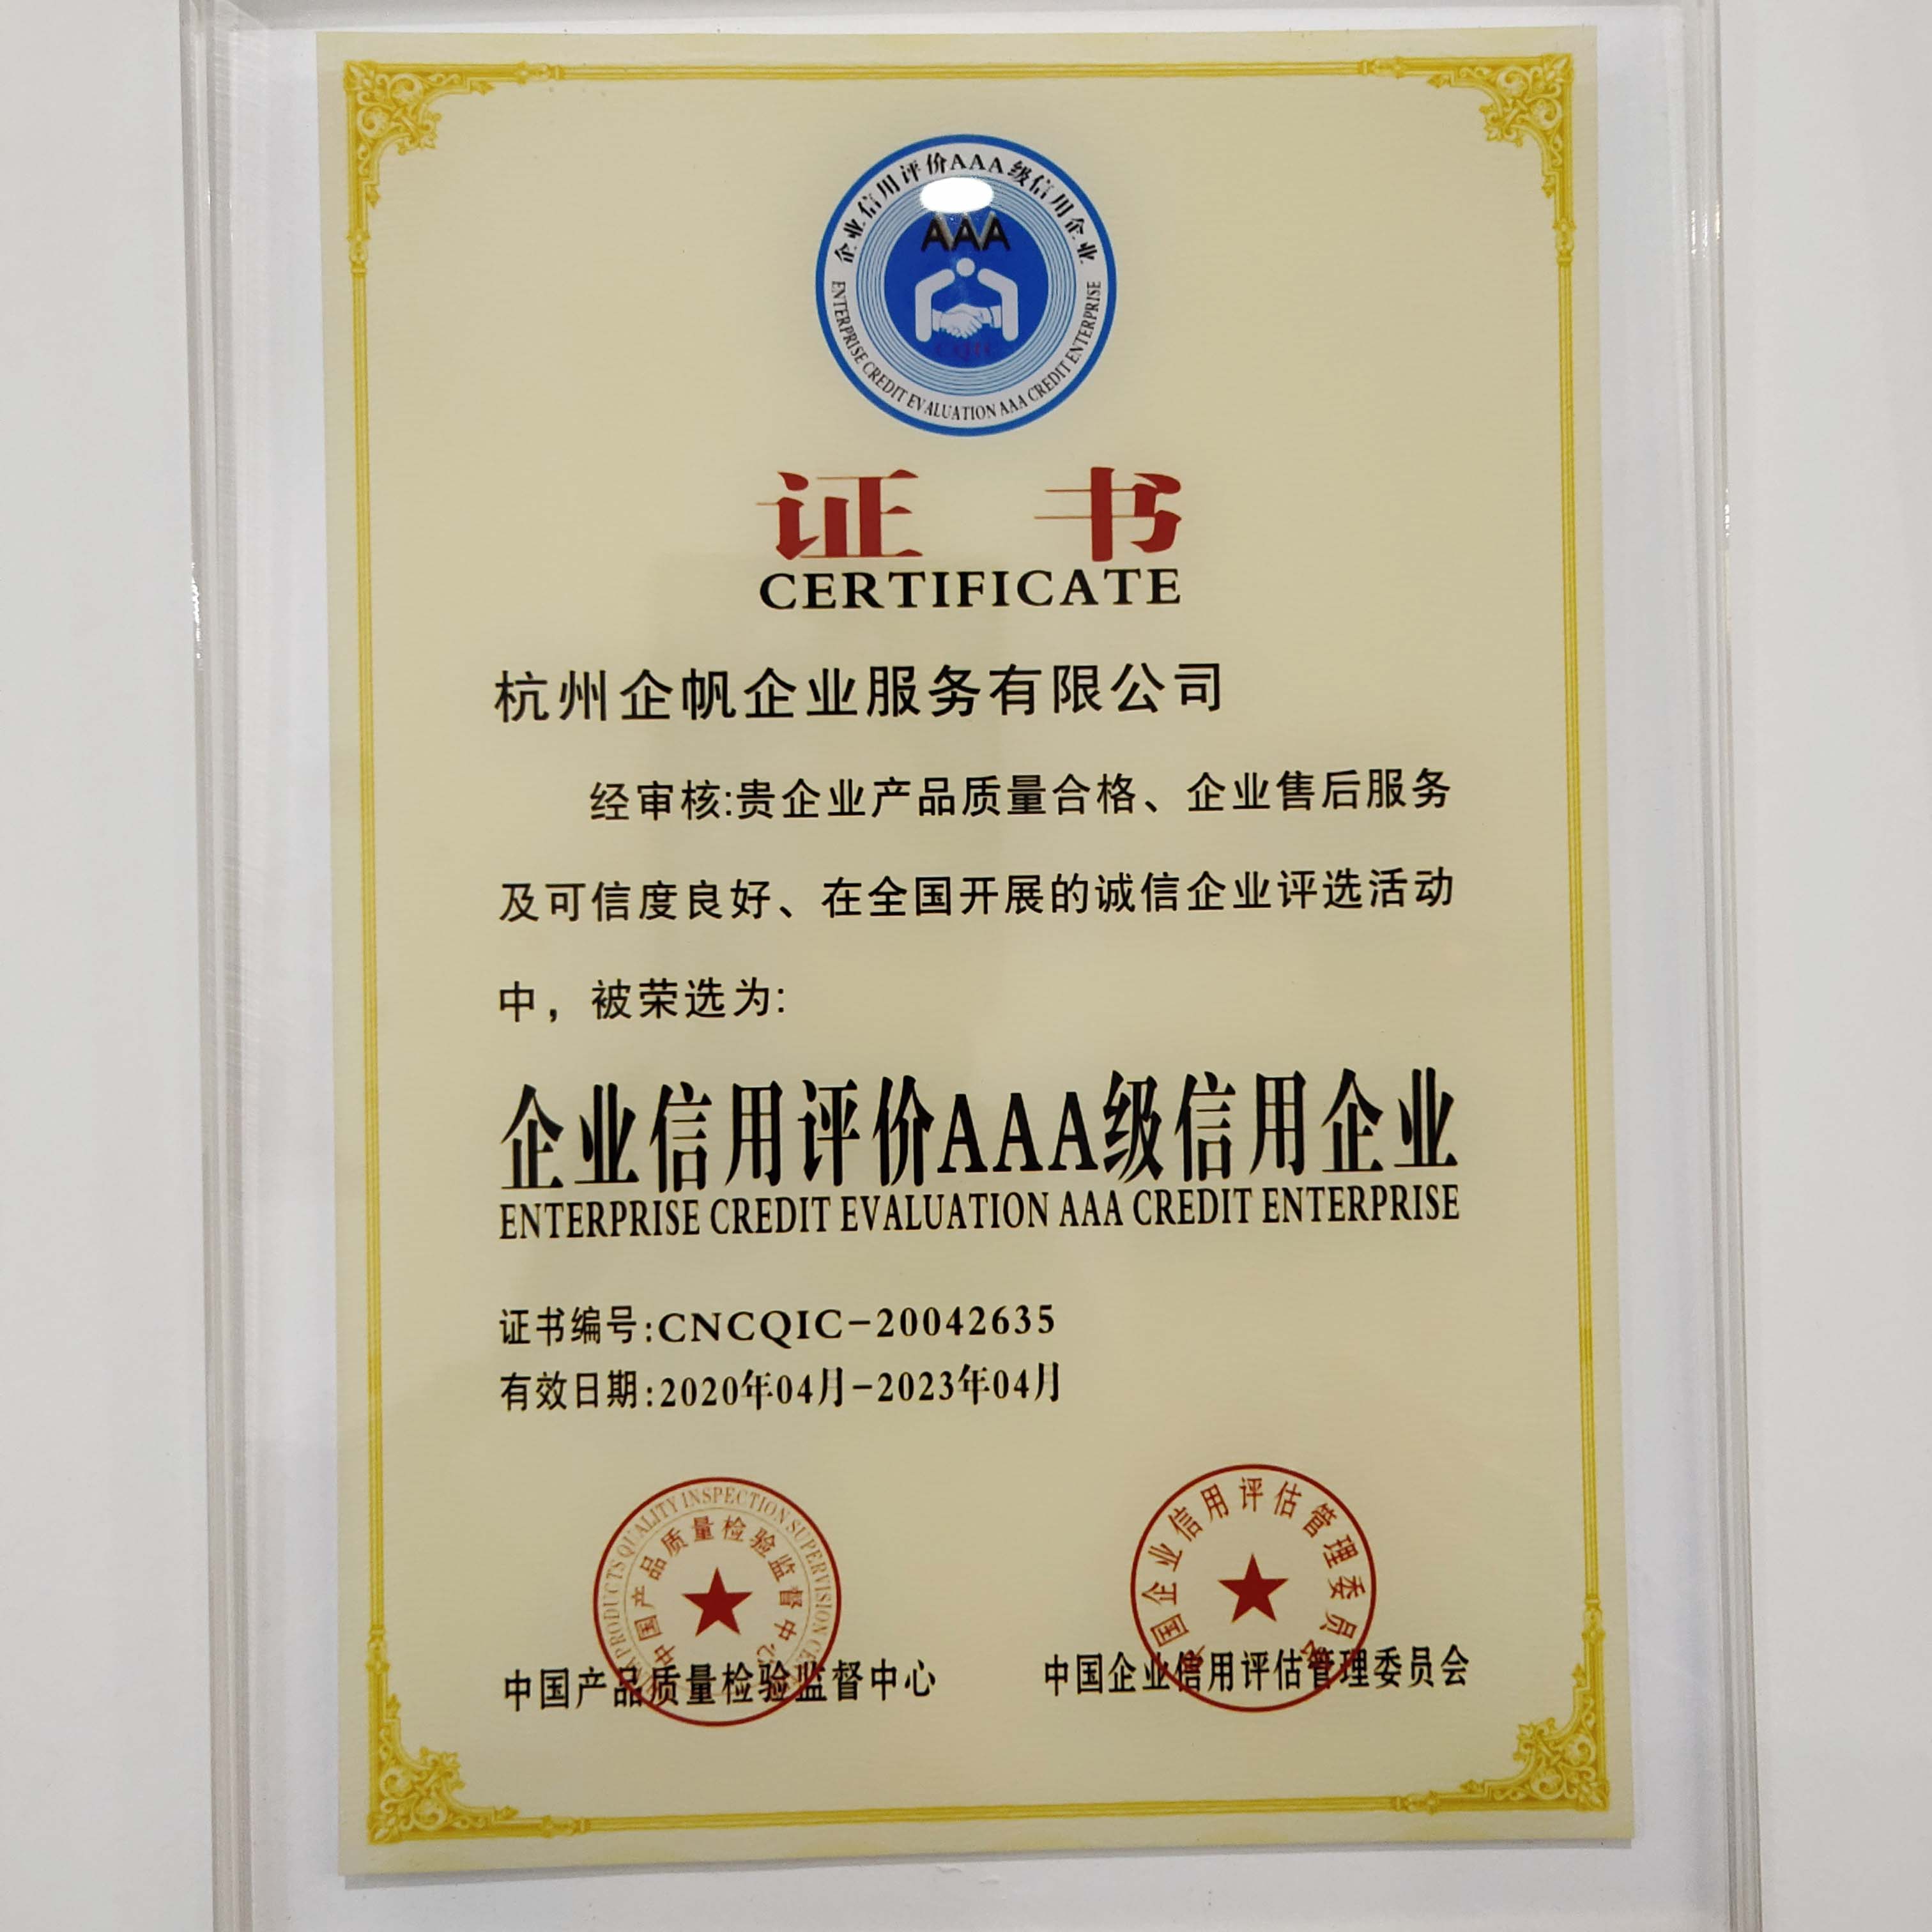 企业信用评价AAA级信用企业
AAA
CQIC
ENTERPRISE CREDIT EVALUATION AAA CREDIT ENTERPRISE
证书
CERTIFICATE
杭州企帆企业服务有限公司
经审核:贵企业产品质量合格、企业售后服务
及可信度良好、在全国开展的诚信企业评选活动
中，被荣选为:
企业信用评价AAA级信用企业
ENTERPRISE CREDIT EVALUATION AAA CREDIT ENTERPRISE
证书编号:CNCQIC-20042635
有效日期:2020年04月-2023年04月
PRODUCTS QUALITY INSPECTION SUPERVISION
中国产品质量检验监督中心
中国产品质量检验监督中心
国企业信用评估管理委员
中国企业信用评估管理委员会